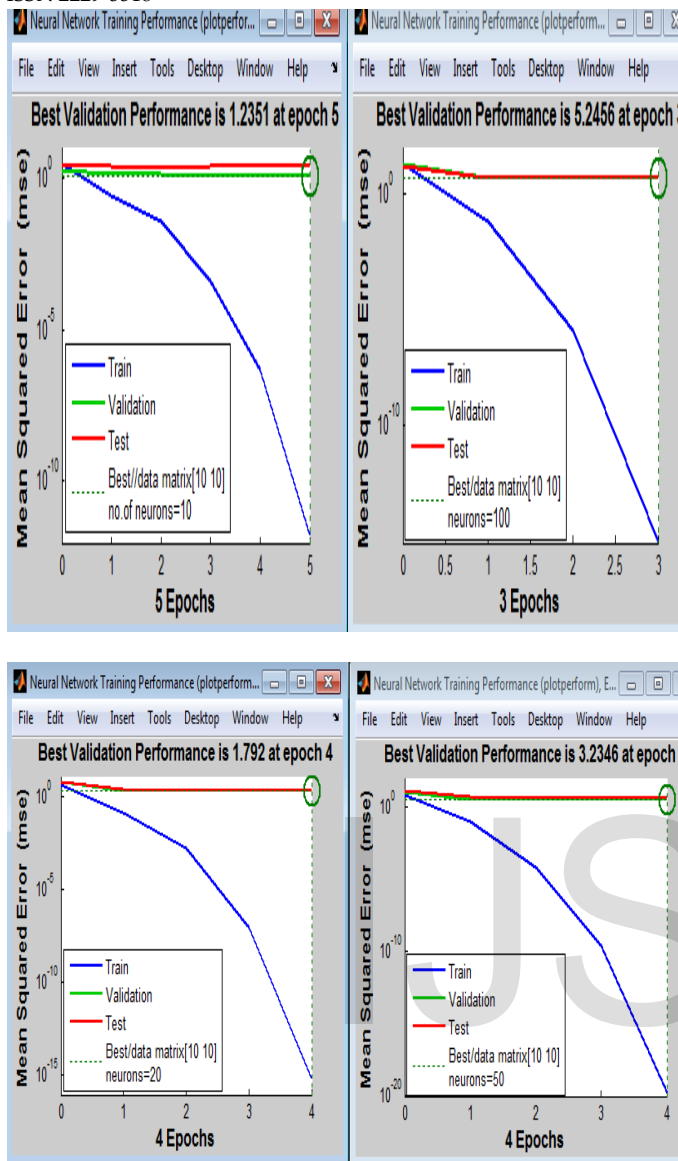 Neural Network Training Performance (plotperfor...
File Edit View Insert Tools Desktop Window Help
Best Validation Performance is 1.2351 at epoch 5
Mean Squared Error (mse)
10^0
10^-5
10^-10
Train
Validation
Test
Best//data matrix[10 10]
no.of neurons=10
0 1 2 3 4 5
5 Epochs
Neural Network Training Performance (plotperform...
File Edit View Insert Tools Desktop Window Help
Best Validation Performance is 5.2456 at epoch
Mean Squared Error (mse)
10^0
10^-10
Train
Validation
Test
Best/data matrix[10 10]
neurons=100
0 0.5 1 1.5 2 2.5 3
3 Epochs
Neural Network Training Performance (plotperform...
File Edit View Insert Tools Desktop Window Help
Best Validation Performance is 1.792 at epoch 4
Mean Squared Error (mse)
10^0
10^-5
10^-10
10^-15
Train
Validation
Test
Best/data matrix[10 10]
neurons=20
0 1 2 3 4
4 Epochs
Neural Network Training Performance (plotperform), E...
File Edit View Insert Tools Desktop Window Help
Best Validation Performance is 3.2346 at epoch
Mean Squared Error (mse)
10^0
10^-10
10^-20
Train
Validation
Test
Best/data matrix[10 10]
neurons=50
0 1 2 3 4
4 Epochs
JS